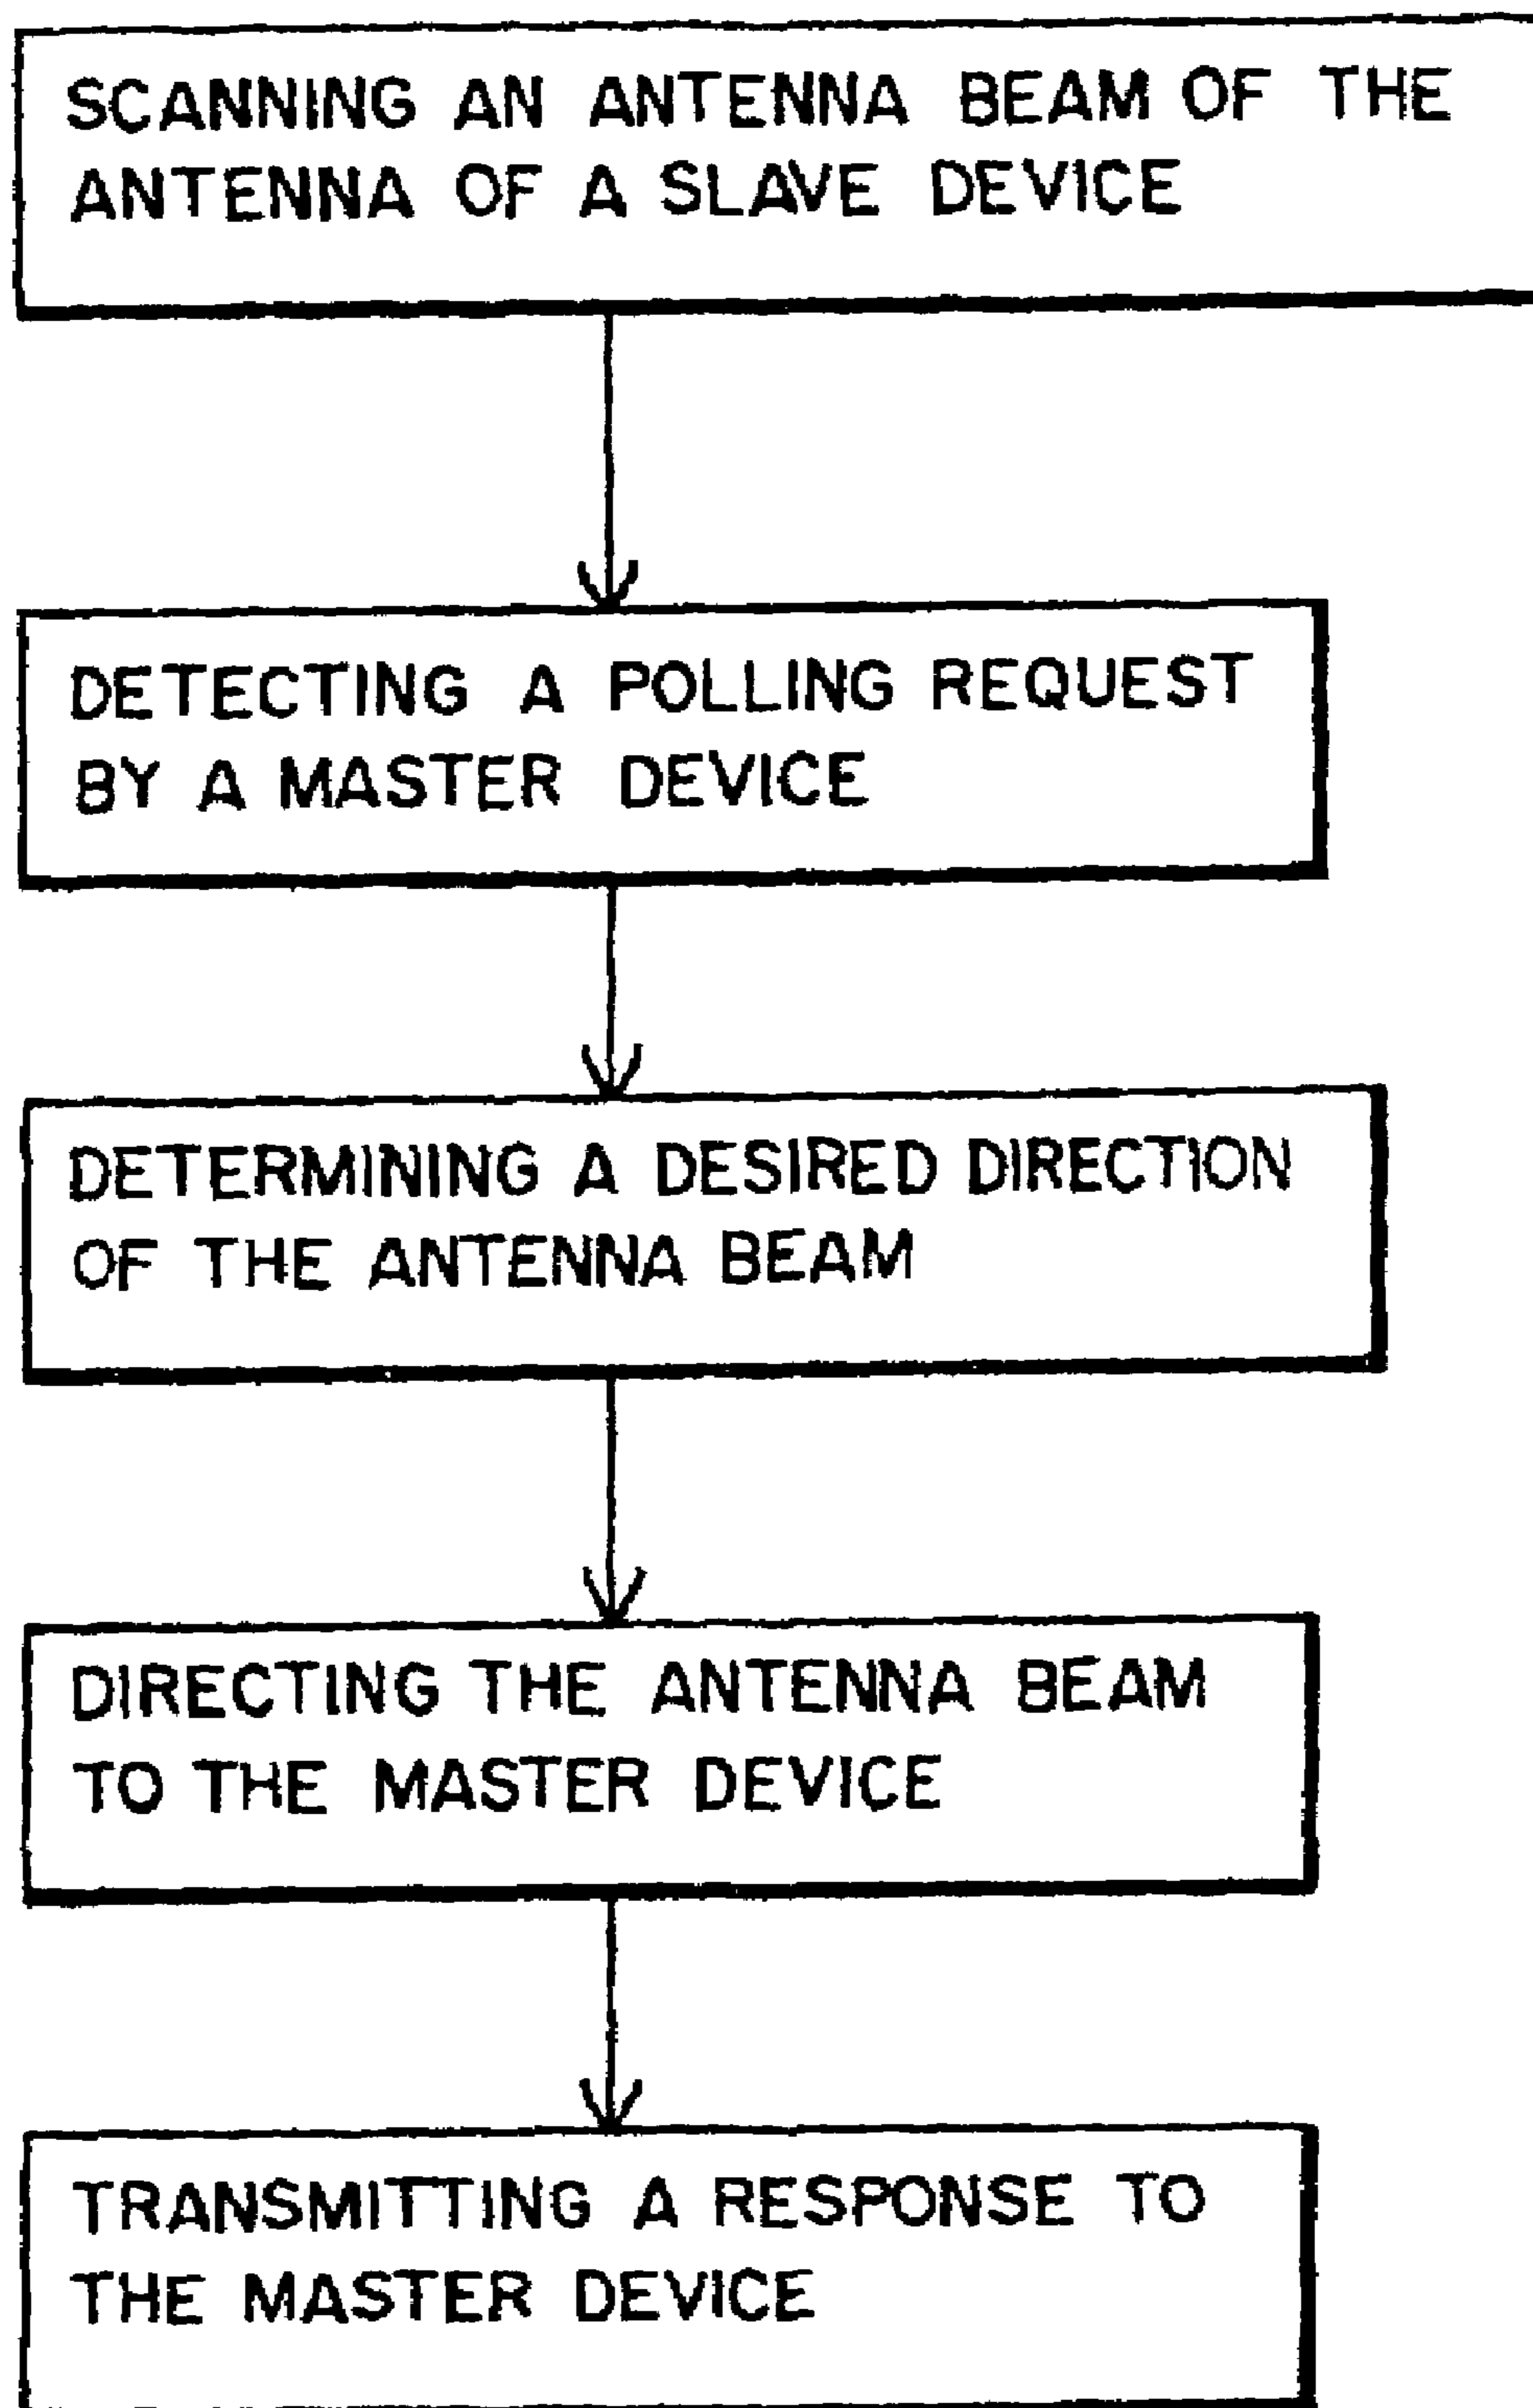 SCANNING AN ANTENNA BEAM OF THE
ANTENNA OF A SLAVE DEVICE
DETECTING A POLLING REQUEST
BY A MASTER DEVICE
DETERMINING A DESIRED DIRECTION
OF THE ANTENNA BEAM
DIRECTING THE ANTENNA BEAM
TO THE MASTER DEVICE
TRANSMITTING A RESPONSE TO
THE MASTER DEVICE